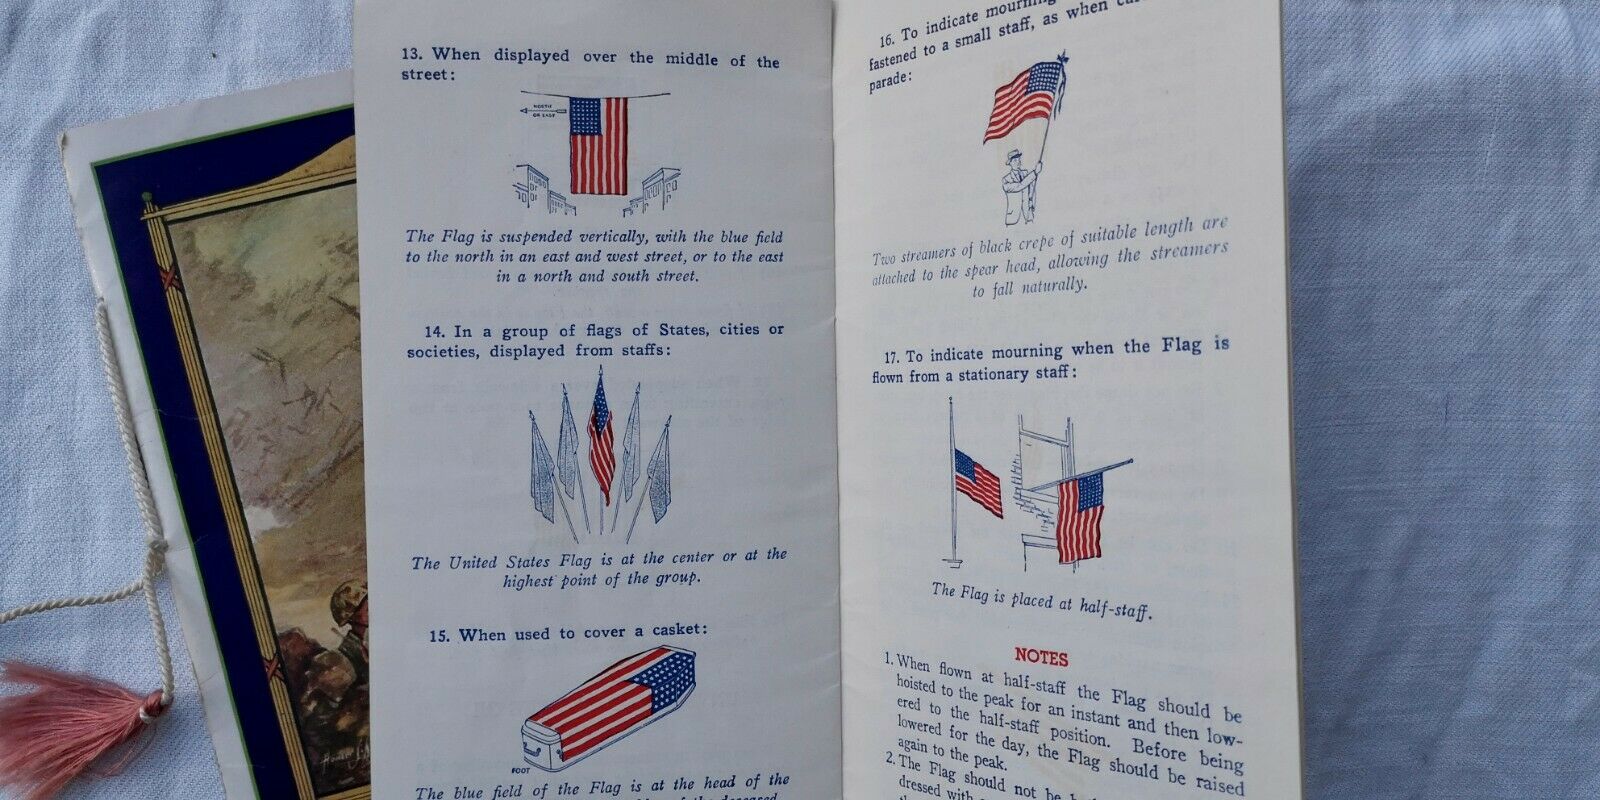 13. When displayed over the middle of the
street:
NORTH
OR EAST
The Flag is suspended vertically, with the blue field
to the north in an east and west street, or to the east
in a north and south street.
14. In a group of flags of States, cities or
societies, displayed from staffs:
The United States Flag is at the center or at the
highest point of the group.
15. When used to cover a casket:
FOOT
The blue field of the Flag is at the head of the
of the deceased
16. To indicate mourning
fastened to a small staff, as when
parade:
Two streamers of black crepe of suitable length are
attached to the spear head, allowing the streamers
to fall naturally.
17. To indicate mourning when the Flag is
flown from a stationary staff:
The Flag is placed at half-staff.
NOTES
1. When flown at half-staff the Flag should be
hoisted to the peak for an instant and then low-
ered to the half-staff position. Before being
lowered for the day, the Flag should be raised
again to the peak.
2. The Flag should not be
dressed with